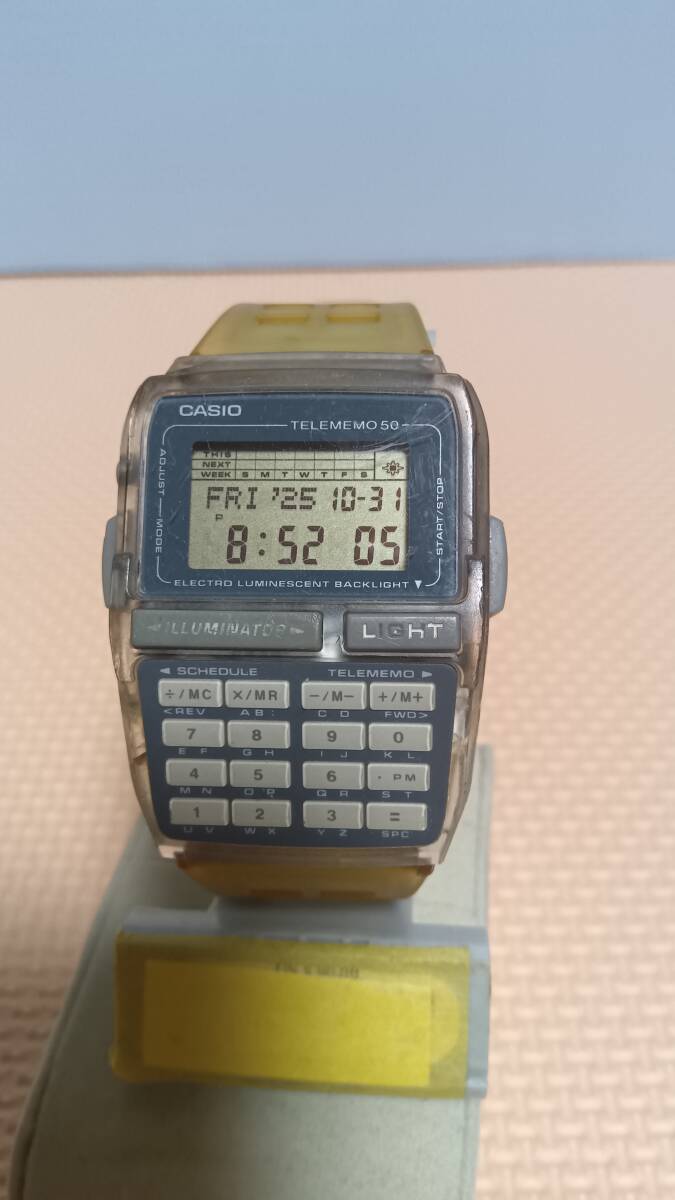 CASIO
TELEMEMO 50
ADJUST
MODE
START/STOP
THIS
NEXT
WEEK S M T W T F S
FRI '25 10-31
P
8:52 05
ELECTRO LUMINESCENT BACKLIGHT
ILLUMINATOR
LIGHT
SCHEDULE TELEMEMO
÷/MC ×/MR −/M− +/M+
<REV A B : C D FWD>
7 8 9 0
E F G H I J K L
4 5 6 · PM
M N O P Q R S T
1 2 3 =
U V W X Y Z SPC